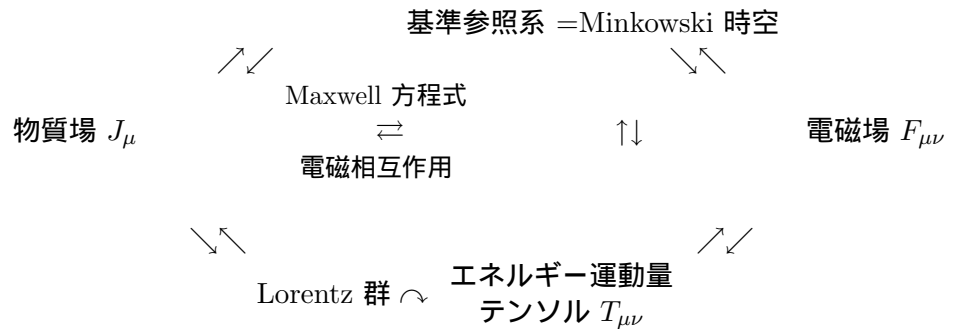 基準参照系 =Minkowski 時空
↗↙ ↘↖
Maxwell 方程式
物質場 J_μ ⇄ ↑↓ 電磁場 F_μν
電磁相互作用
↘↖ ↗↙
Lorentz 群 ↷ エネルギー運動量
テンソル T_μν